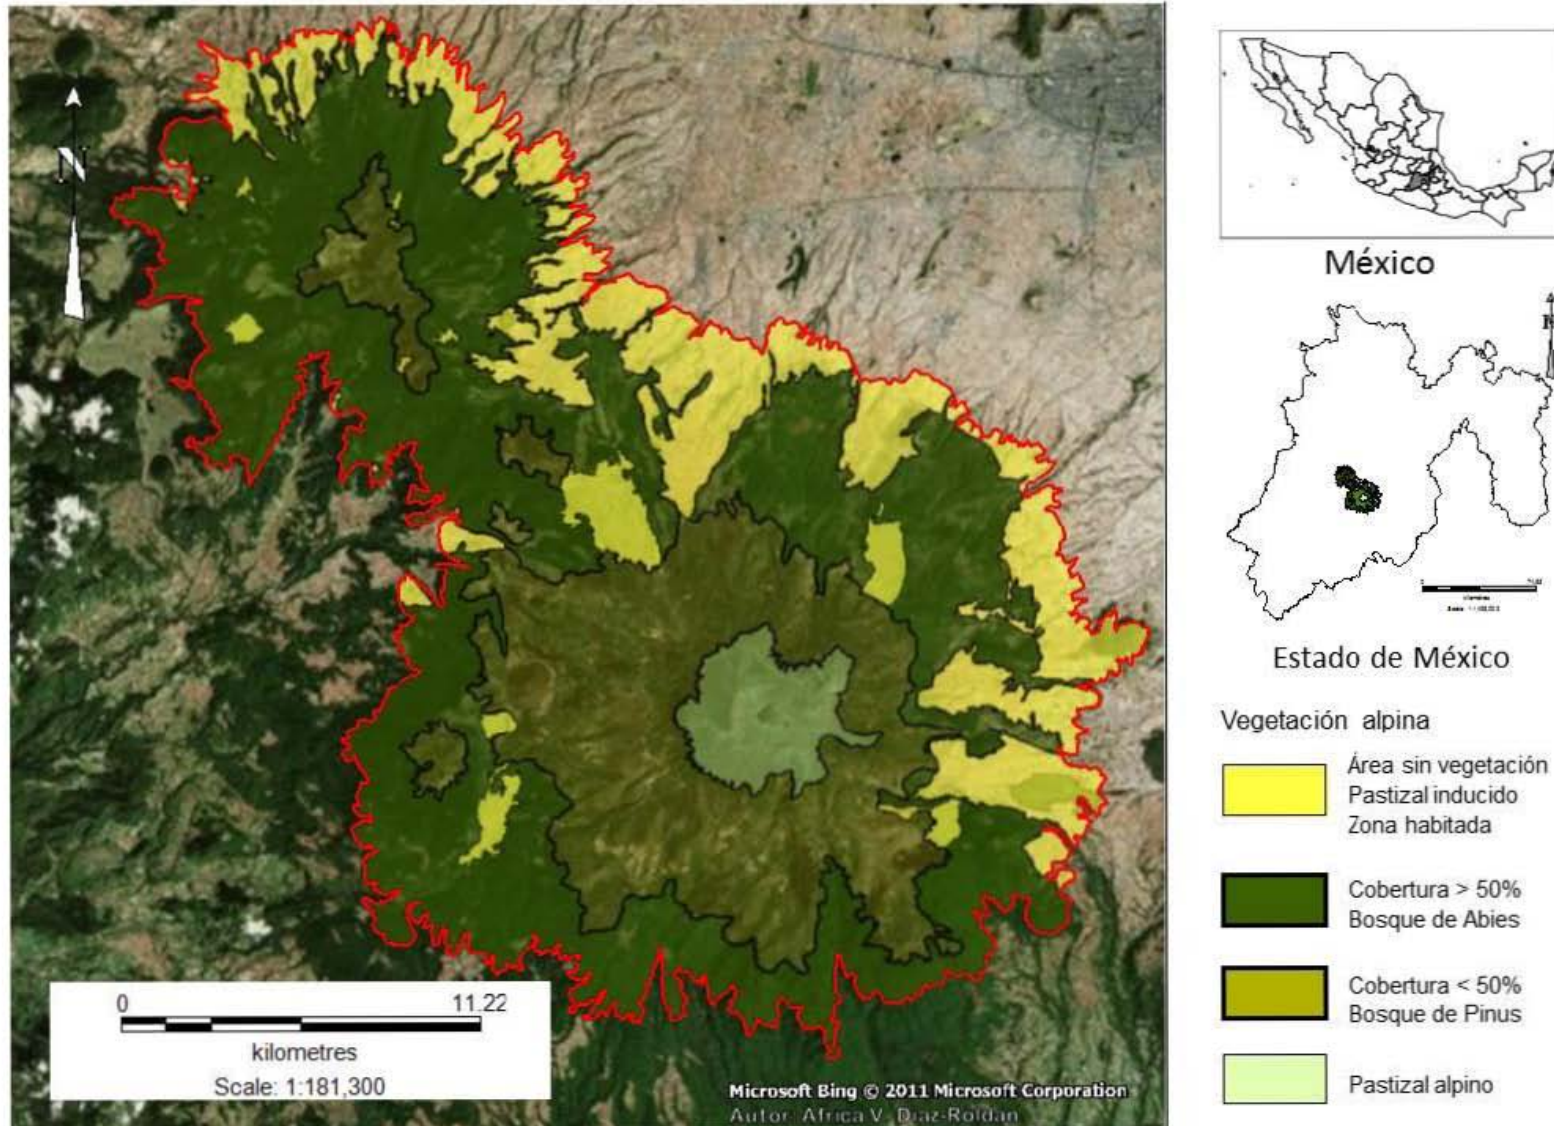 N
0 11.22
kilometres
Scale: 1:181,300
Microsoft Bing © 2011 Microsoft Corporation
Autor: Africa V. Diaz-Roldan
México
N
Estado de México
Vegetación alpina
Área sin vegetación
Pastizal inducido
Zona habitada
Cobertura > 50%
Bosque de Abies
Cobertura < 50%
Bosque de Pinus
Pastizal alpino